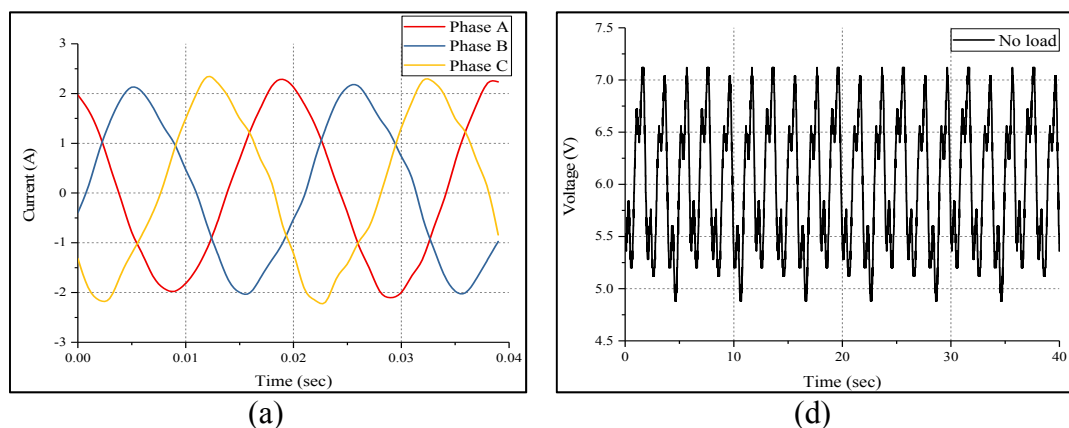 Phase A
Phase B
Phase C
3
2
1
0
-1
-2
-3
Current (A)
0.00 0.01 0.02 0.03 0.04
Time (sec)
(a)
No load
7.5
7.0
6.5
6.0
5.5
5.0
4.5
Voltage (V)
0 10 20 30 40
Time (sec)
(d)